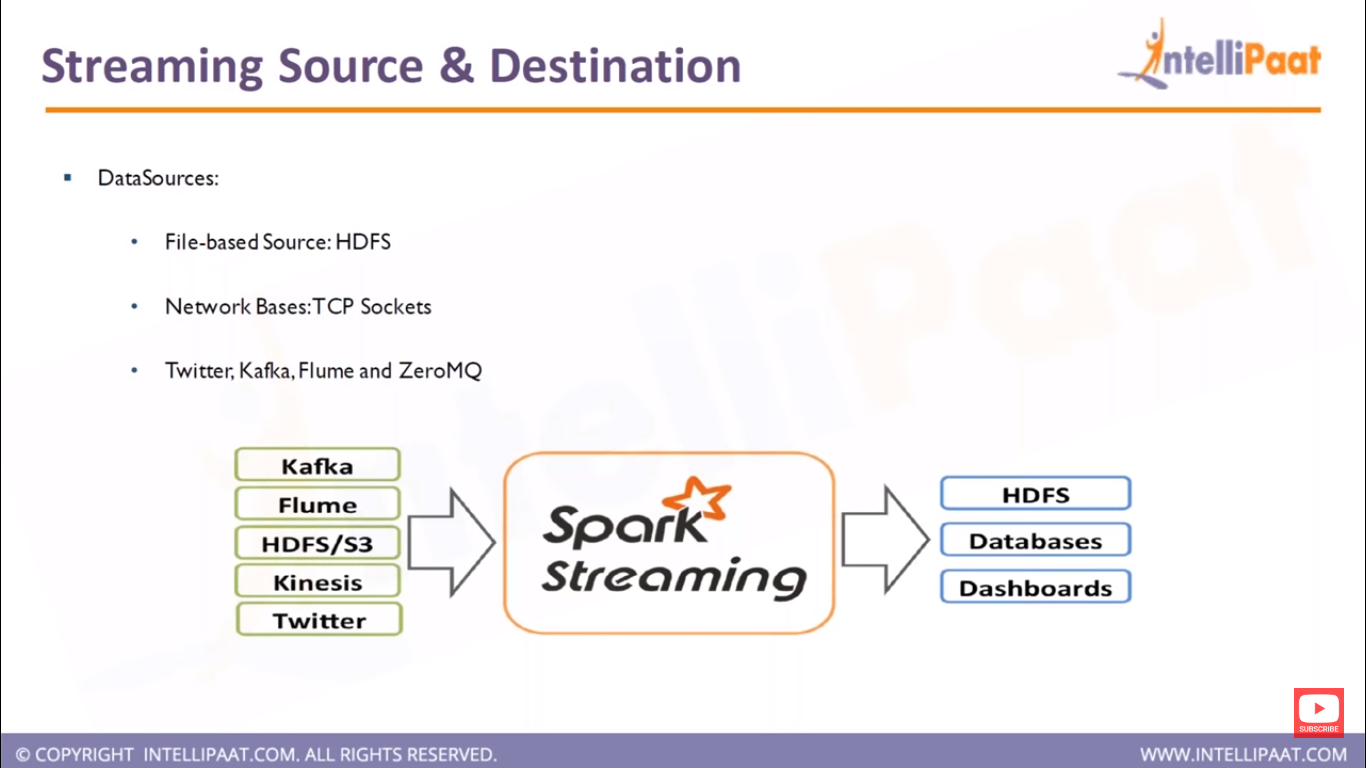 Streaming Source & Destination
IntelliPaat
DataSources:
File-based Source: HDFS
Network Bases:TCP Sockets
Twitter, Kafka, Flume and ZeroMQ
Kafka
Flume
HDFS/S3
Kinesis
Twitter
Spark
Streaming
HDFS
Databases
Dashboards
SUBSCRIBE
© COPYRIGHT INTELLIPAAT.COM. ALL RIGHTS RESERVED.
WWW.INTELLIPAAT.COM